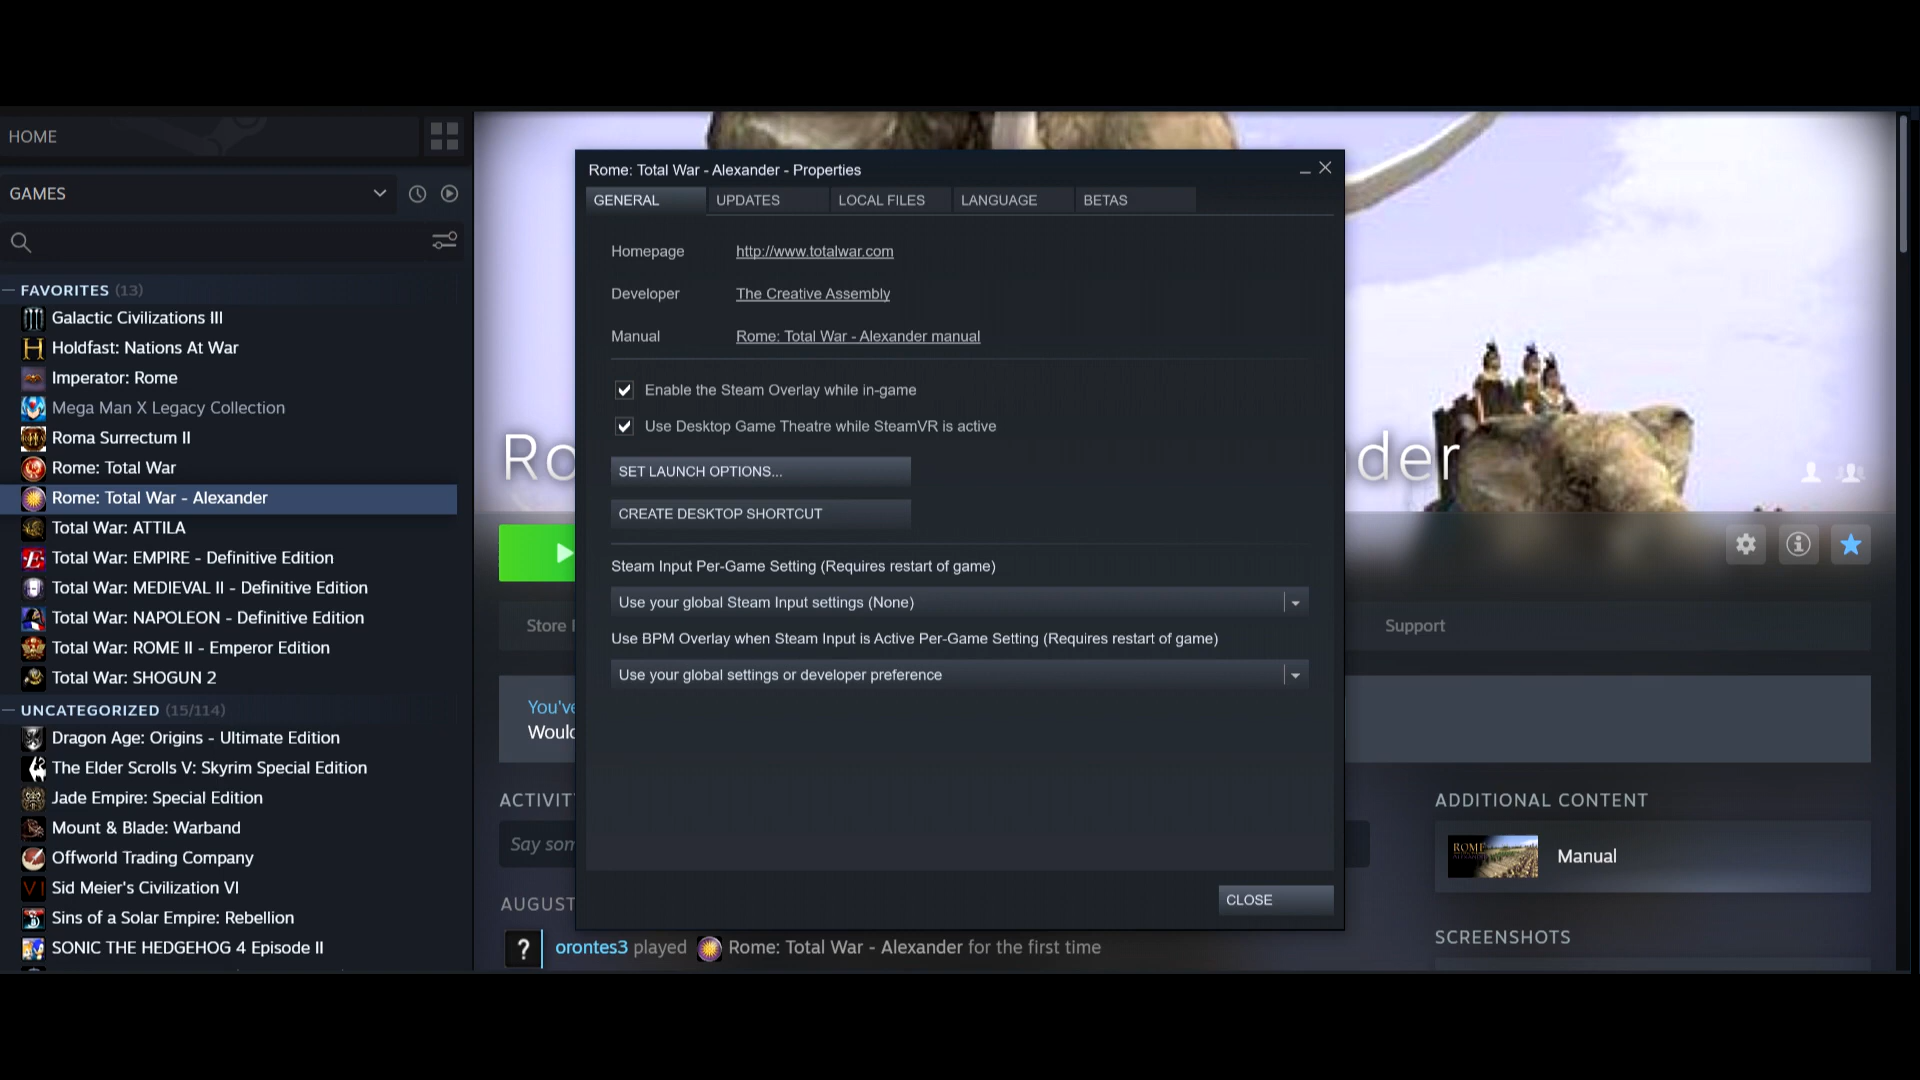 HOME
GAMES
FAVORITES (13)
Galactic Civilizations III
Holdfast: Nations At War
Imperator: Rome
Mega Man X Legacy Collection
Roma Surrectum II
Rome: Total War
Rome: Total War - Alexander
Total War: ATTILA
Total War: EMPIRE - Definitive Edition
Total War: MEDIEVAL II - Definitive Edition
Total War: NAPOLEON - Definitive Edition
Total War: ROME II - Emperor Edition
Total War: SHOGUN 2
UNCATEGORIZED (15/114)
Dragon Age: Origins - Ultimate Edition
The Elder Scrolls V: Skyrim Special Edition
Jade Empire: Special Edition
Mount & Blade: Warband
Offworld Trading Company
Sid Meier's Civilization VI
Sins of a Solar Empire: Rebellion
SONIC THE HEDGEHOG 4 Episode II
Rome: Total War - Alexander - Properties
GENERAL
UPDATES
LOCAL FILES
LANGUAGE
BETAS
Homepage http://www.totalwar.com
Developer The Creative Assembly
Manual Rome: Total War - Alexander manual
Enable the Steam Overlay while in-game
Use Desktop Game Theatre while SteamVR is active
SET LAUNCH OPTIONS...
CREATE DESKTOP SHORTCUT
Steam Input Per-Game Setting (Requires restart of game)
Use your global Steam Input settings (None)
Use BPM Overlay when Steam Input is Active Per-Game Setting (Requires restart of game)
Use your global settings or developer preference
CLOSE
Ro
der
Store
Support
You've
Would
ACTIVIT
Say som
AUGUST
? orontes3 played Rome: Total War - Alexander for the first time
ADDITIONAL CONTENT
ROME
Manual
SCREENSHOTS